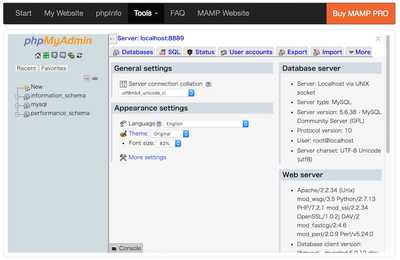 Start My Website phpInfo Tools FAQ MAMP Website Buy MAMP PRO
phpMyAdmin
Recent Favorites
New
information_schema
mysql
performance_schema
Server: localhost:8889
Databases SQL Status User accounts Export Import More
General settings
Server connection collation
utf8mb4_unicode_ci
Appearance settings
Language English
Theme: Original
Font size: 82%
More settings
Console
Database server
Server: Localhost via UNIX
socket
Server type: MySQL
Server version: 5.6.38 - MySQL
Community Server (GPL)
Protocol version: 10
User: root@localhost
Server charset: UTF-8 Unicode
(utf8)
Web server
Apache/2.2.34 (Unix)
mod_wsgi/3.5 Python/2.7.13
PHP/7.2.1 mod_ssl/2.2.34
OpenSSL/1.0.2j DAV/2
mod_fastcgi/2.4.6
mod_perl/2.0.9 Perl/v5.24.0
Database client version: